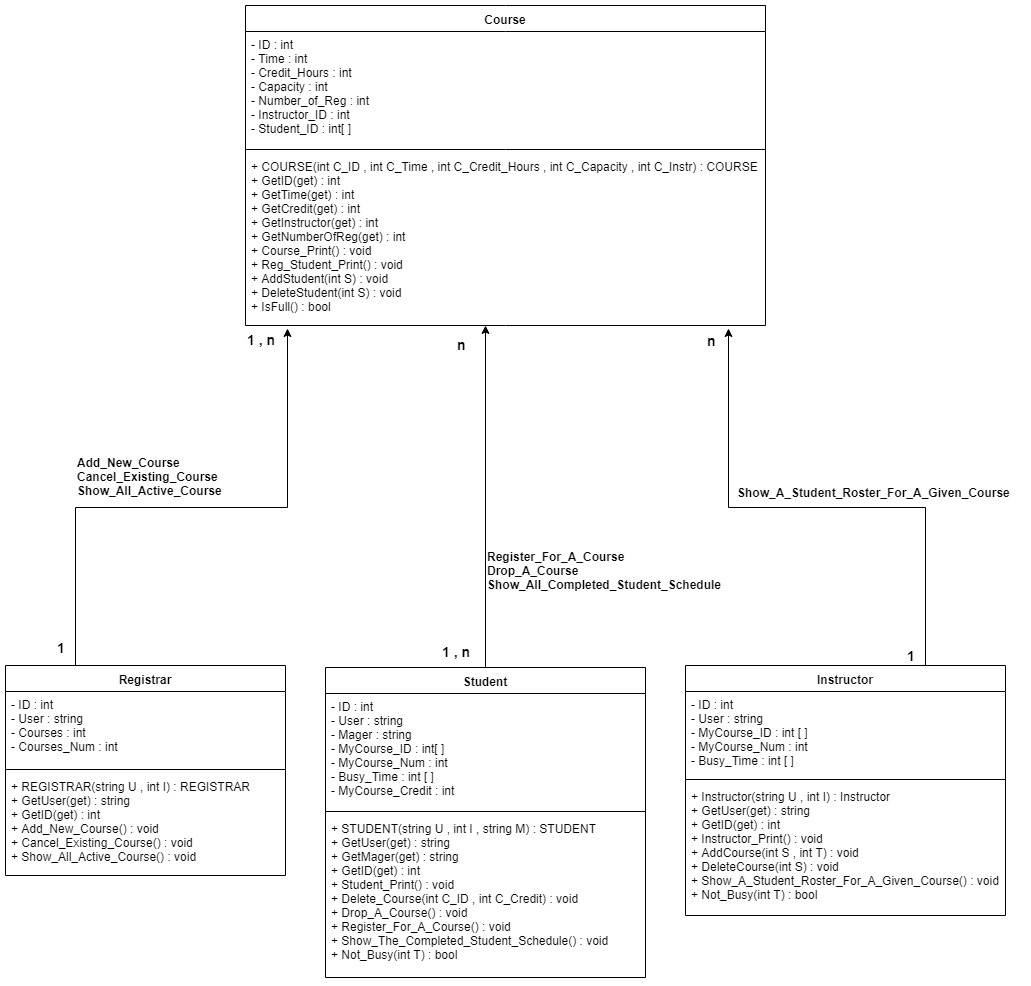 Course
- ID : int
- Time : int
- Credit_Hours : int
- Capacity : int
- Number_of_Reg : int
- Instructor_ID : int
- Student_ID : int[ ]
+ COURSE(int C_ID , int C_Time , int C_Credit_Hours , int C_Capacity , int C_Instr) : COURSE
+ GetID(get) : int
+ GetTime(get) : int
+ GetCredit(get) : int
+ GetInstructor(get) : int
+ GetNumberOfReg(get) : int
+ Course_Print() : void
+ Reg_Student_Print() : void
+ AddStudent(int S) : void
+ DeleteStudent(int S) : void
+ IsFull() : bool
1 , n
n
n
Add_New_Course
Cancel_Existing_Course
Show_All_Active_Course
Show_A_Student_Roster_For_A_Given_Course
Register_For_A_Course
Drop_A_Course
Show_All_Completed_Student_Schedule
1
1 , n
1
Registrar
- ID : int
- User : string
- Courses : int
- Courses_Num : int
+ REGISTRAR(string U , int I) : REGISTRAR
+ GetUser(get) : string
+ GetID(get) : int
+ Add_New_Course() : void
+ Cancel_Existing_Course() : void
+ Show_All_Active_Course() : void
Student
- ID : int
- User : string
- Mager : string
- MyCourse_ID : int[ ]
- MyCourse_Num : int
- Busy_Time : int [ ]
- MyCourse_Credit : int
+ STUDENT(string U , int I , string M) : STUDENT
+ GetUser(get) : string
+ GetMager(get) : string
+ GetID(get) : int
+ Student_Print() : void
+ Delete_Course(int C_ID , int C_Credit) : void
+ Drop_A_Course() : void
+ Register_For_A_Course() : void
+ Show_The_Completed_Student_Schedule() : void
+ Not_Busy(int T) : bool
Instructor
- ID : int
- User : string
- MyCourse_ID : int [ ]
- MyCourse_Num : int
- Busy_Time : int [ ]
+ Instructor(string U , int I) : Instructor
+ GetUser(get) : string
+ GetID(get) : int
+ Instructor_Print() : void
+ AddCourse(int S , int T) : void
+ DeleteCourse(int S) : void
+ Show_A_Student_Roster_For_A_Given_Course() : void
+ Not_Busy(int T) : bool